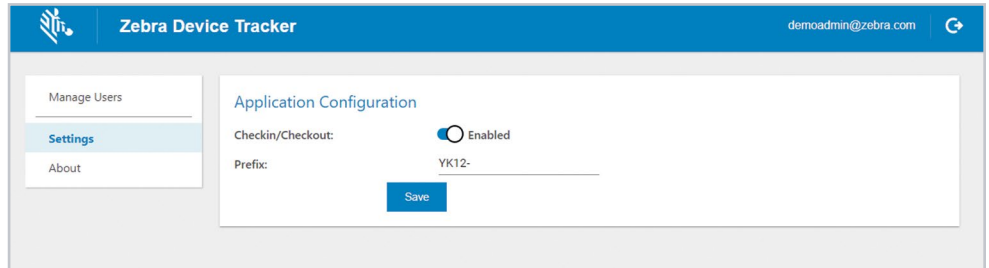 Zebra Device Tracker
demoadmin@zebra.com
Manage Users
Settings
About
Application Configuration
Checkin/Checkout: Enabled
Prefix: YK12-
Save